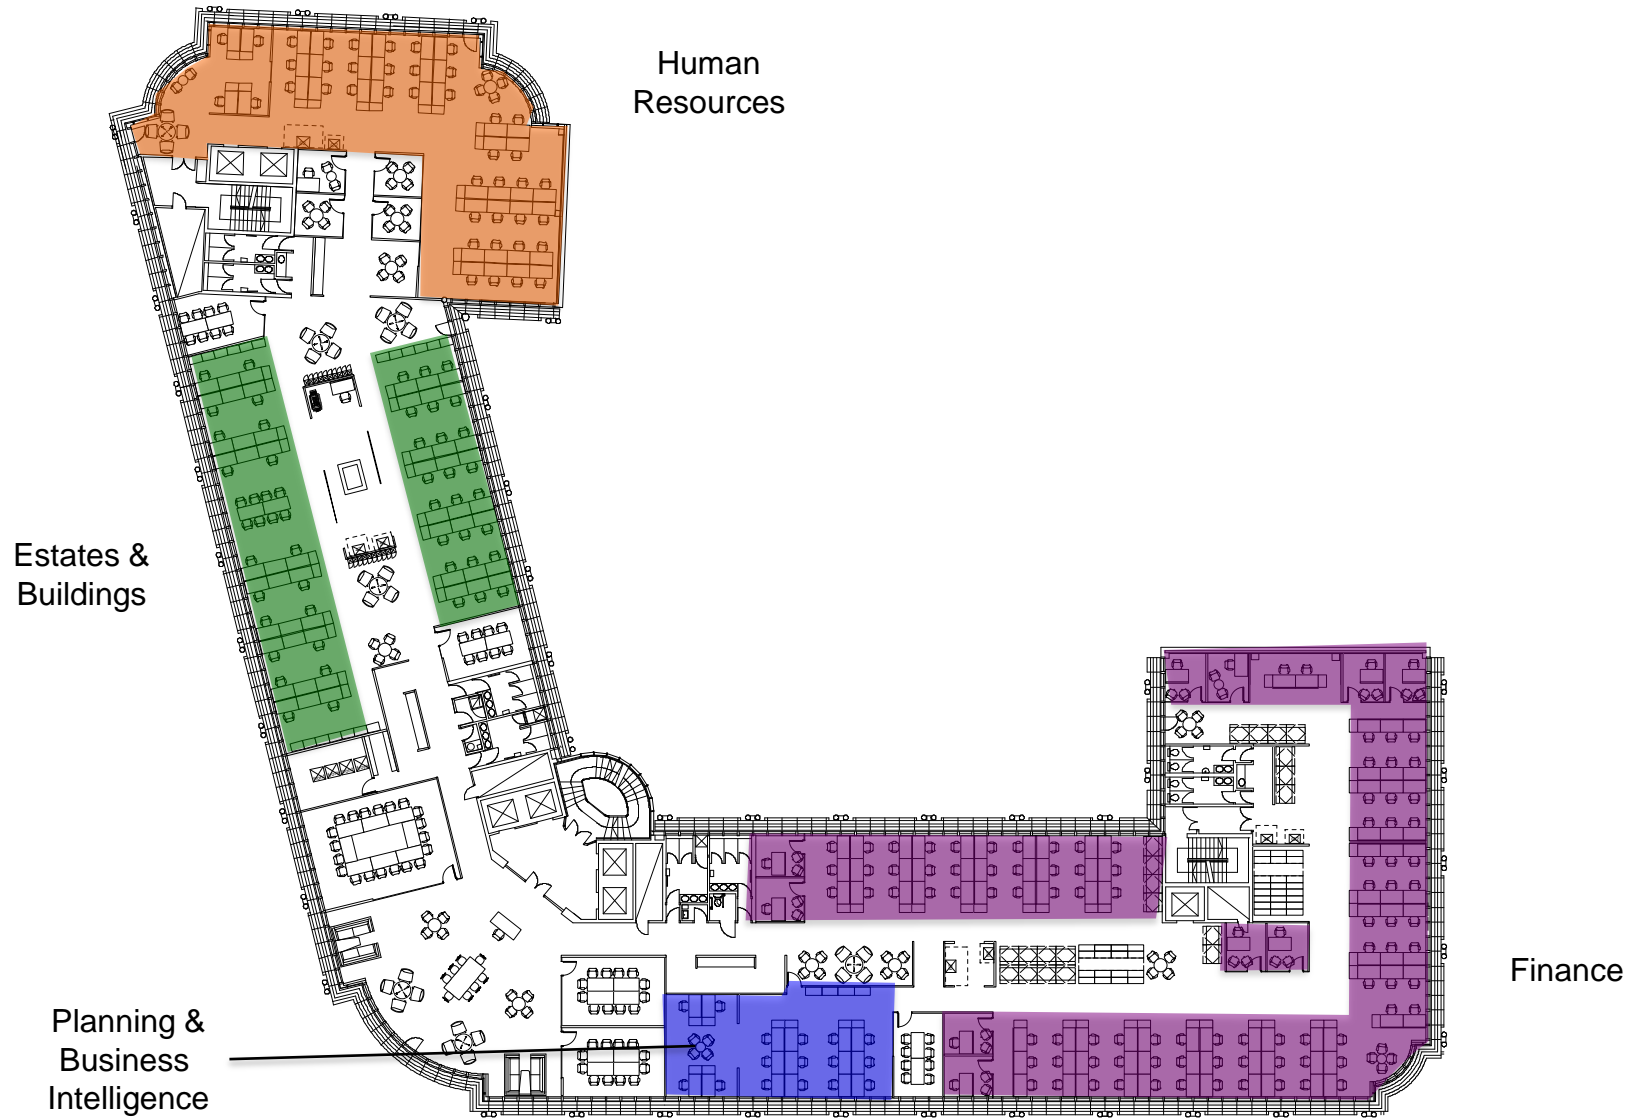 Human
Resources
Estates &
Buildings
Finance
Planning &
Business
Intelligence